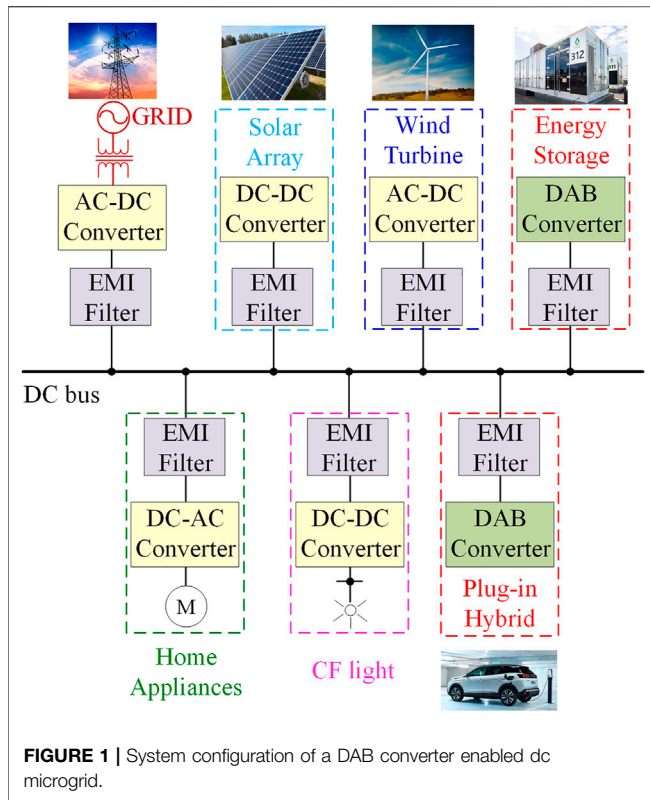 GRID
Solar
Array
Wind
Turbine
Energy
Storage
312
AC-DC
Converter
DC-DC
Converter
AC-DC
Converter
DAB
Converter
EMI
Filter
EMI
Filter
EMI
Filter
EMI
Filter
DC bus
EMI
Filter
EMI
Filter
EMI
Filter
DC-AC
Converter
DC-DC
Converter
DAB
Converter
M
Plug-in
Hybrid
Home
Appliances
CF light
FIGURE 1 | System configuration of a DAB converter enabled dc
microgrid.